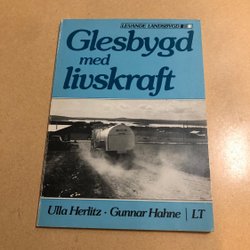 LEVANDE LANDSBYGD
Glesbygd
med
livskraft
Ulla Herlitz · Gunnar Hahne | LT